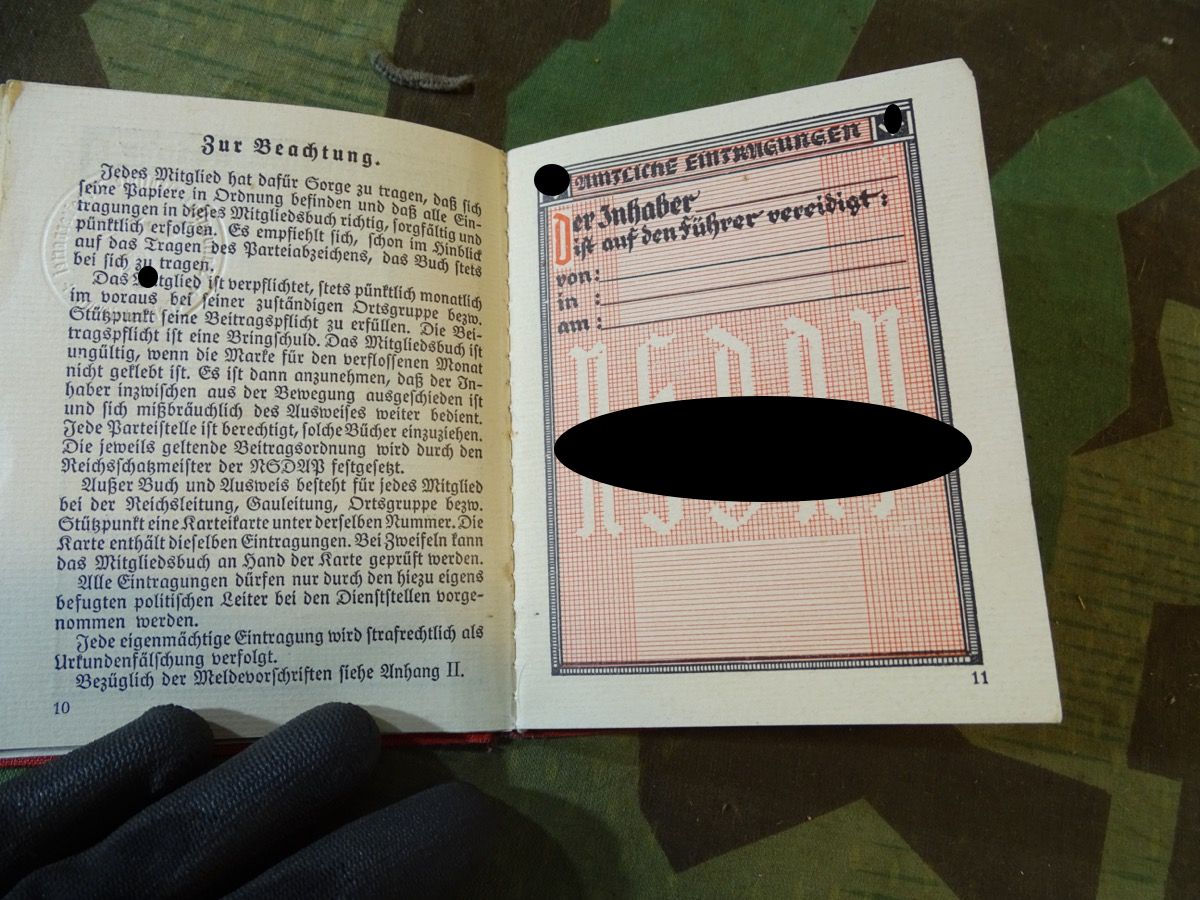 Zur Beachtung.
Jedes Mitglied hat dafür Sorge zu tragen, daß sich
seine Papiere in Ordnung befinden und daß alle Ein-
tragungen in dieses Mitgliedsbuch richtig, sorgfältig und
pünktlich erfolgen. Es empfiehlt sich, schon im Hinblick
auf das Tragen des Parteiabzeichens, das Buch stets
bei sich zu tragen.
Das Mitglied ist verpflichtet, stets pünktlich monatlich
im voraus bei seiner zuständigen Ortsgruppe bezw.
Stützpunkt seine Beitragspflicht zu erfüllen. Die Bei-
tragspflicht ist eine Bringschuld. Das Mitgliedsbuch ist
ungültig, wenn die Marke für den verflossenen Monat
nicht geklebt ist. Es ist dann anzunehmen, daß der In-
haber inzwischen aus der Bewegung ausgeschieden ist
und sich mißbräuchlich des Ausweises weiter bedient.
Jede Parteistelle ist berechtigt, solche Bücher einzuziehen.
Die jeweils geltende Beitragsordnung wird durch den
Reichsschatzmeister der NSDAP festgesetzt.
Außer Buch und Ausweis besteht für jedes Mitglied
bei der Reichsleitung, Gauleitung, Ortsgruppe bezw.
Stützpunkt eine Karteikarte unter derselben Nummer. Die
Karte enthält dieselben Eintragungen. Bei Zweifeln kann
das Mitgliedsbuch an Hand der Karte geprüft werden.
Alle Eintragungen dürfen nur durch den hiezu eigens
befugten politischen Leiter bei den Dienststellen vorge-
nommen werden.
Jede eigenmächtige Eintragung wird strafrechtlich als
Urkundenfälschung verfolgt.
Bezüglich der Meldevorschriften siehe Anhang II.
10
AMTLICHE EINTRAGUNGEN
Der Inhaber
ist auf den Führer vereidigt:
von:
in :
am :
NSDAP
11